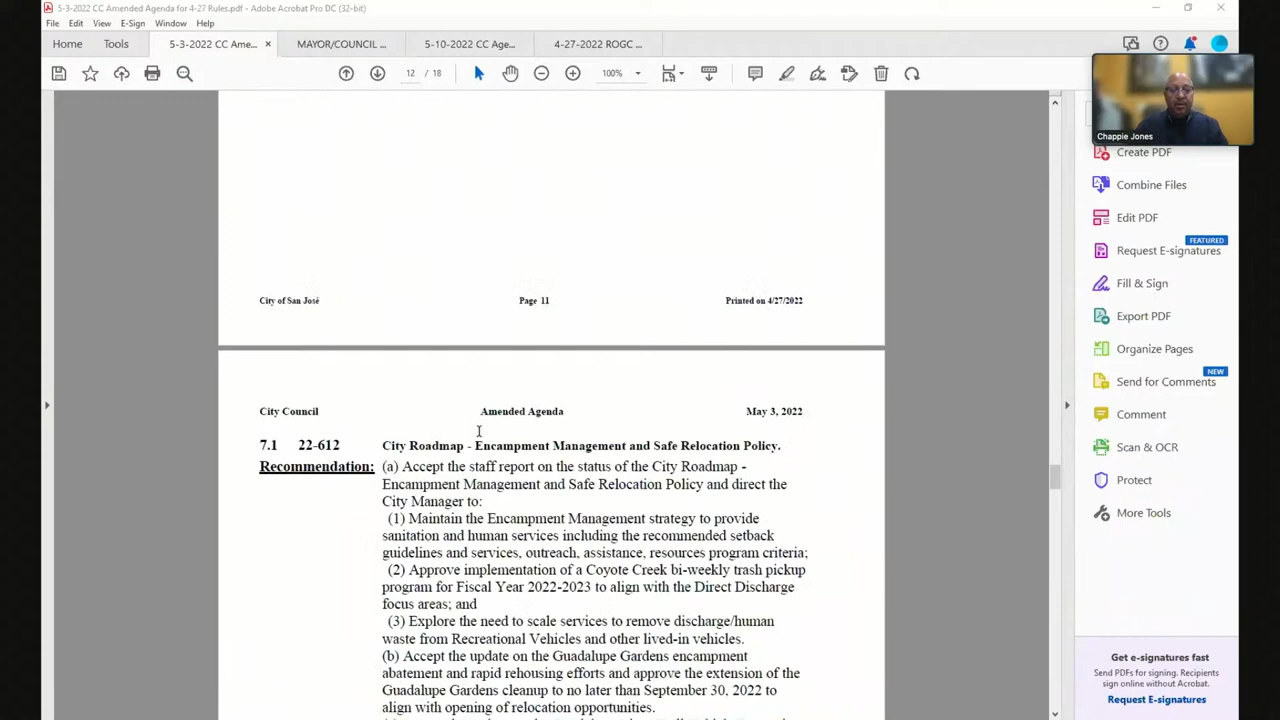 5-3-2022 CC Amended Agenda for 4-27 Rules.pdf - Adobe Acrobat Pro DC (32-bit)
File Edit View E-Sign Window Help
Home Tools 5-3-2022 CC Ame... × MAYOR/COUNCIL ... 5-10-2022 CC Age... 4-27-2022 ROGC ...
12 / 18 100%
Chappie Jones
Create PDF
Combine Files
Edit PDF
FEATURED
Request E-signatures
Fill & Sign
Export PDF
Organize Pages
NEW
Send for Comments
Comment
Scan & OCR
Protect
More Tools
Get e-signatures fast
Send PDFs for signing. Recipients
sign online without Acrobat.
Request E-signatures
City of San José Page 11 Printed on 4/27/2022
City Council Amended Agenda May 3, 2022
7.1 22-612 City Roadmap - Encampment Management and Safe Relocation Policy.
Recommendation: (a) Accept the staff report on the status of the City Roadmap -
Encampment Management and Safe Relocation Policy and direct the
City Manager to:
(1) Maintain the Encampment Management strategy to provide
sanitation and human services including the recommended setback
guidelines and services, outreach, assistance, resources program criteria;
(2) Approve implementation of a Coyote Creek bi-weekly trash pickup
program for Fiscal Year 2022-2023 to align with the Direct Discharge
focus areas; and
(3) Explore the need to scale services to remove discharge/human
waste from Recreational Vehicles and other lived-in vehicles.
(b) Accept the update on the Guadalupe Gardens encampment
abatement and rapid rehousing efforts and approve the extension of the
Guadalupe Gardens cleanup to no later than September 30, 2022 to
align with opening of relocation opportunities.